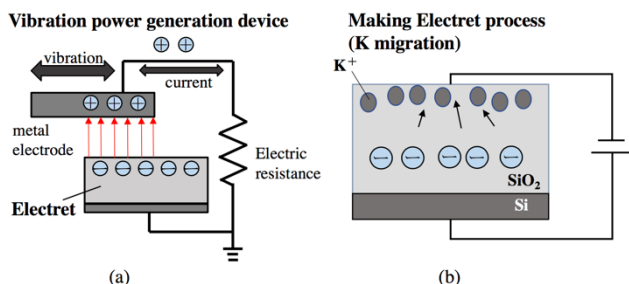 Vibration power generation device
vibration
current
metal
electrode
Electret
Electric
resistance
(a)
Making Electret process
(K migration)
K⁺
SiO₂
Si
(b)